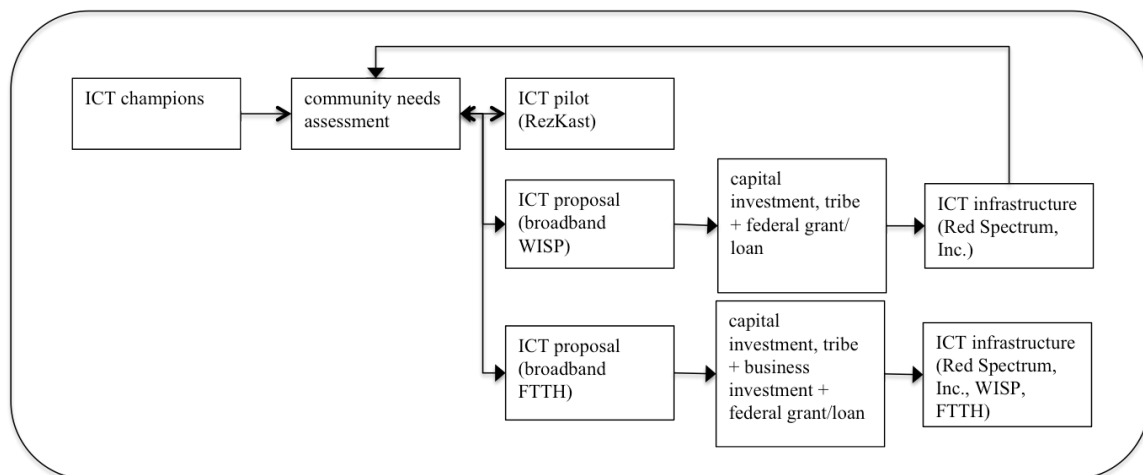 ICT champions
community needs
assessment
ICT pilot
(RezKast)
ICT proposal
(broadband
WISP)
capital
investment, tribe
+ federal grant/
loan
ICT infrastructure
(Red Spectrum,
Inc.)
ICT proposal
(broadband
FTTH)
capital
investment, tribe
+ business
investment +
federal grant/loan
ICT infrastructure
(Red Spectrum,
Inc., WISP,
FTTH)